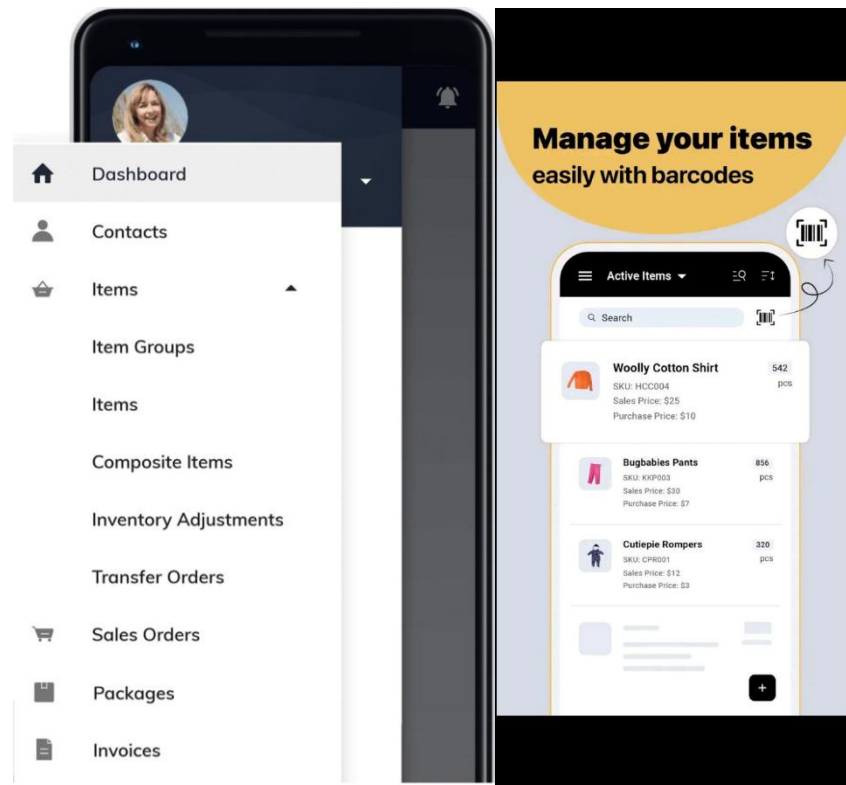 Dashboard
Contacts
Items
Item Groups
Items
Composite Items
Inventory Adjustments
Transfer Orders
Sales Orders
Packages
Invoices
Manage your items
easily with barcodes
Active Items
Search
Woolly Cotton Shirt 542
SKU: HCC004 pcs
Sales Price: $25
Purchase Price: $10
Bugbabies Pants 856
SKU: KKP003 pcs
Sales Price: $30
Purchase Price: $7
Cutiepie Rompers 320
SKU: CPR001 pcs
Sales Price: $12
Purchase Price: $3